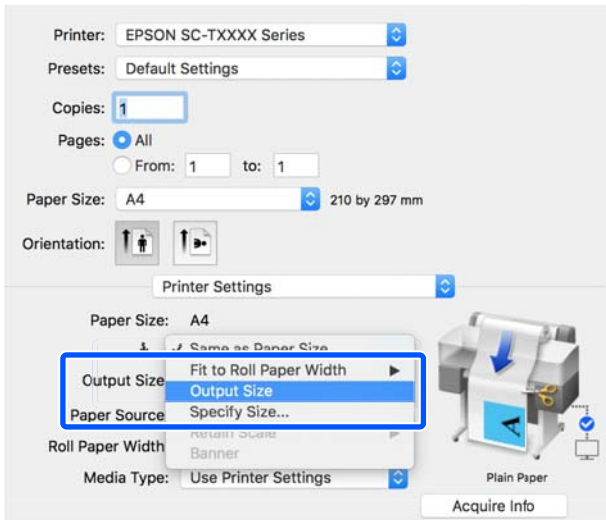 Printer: EPSON SC-TXXXX Series
Presets: Default Settings
Copies: 1
Pages: All
From: 1 to: 1
Paper Size: A4 210 by 297 mm
Orientation:
Printer Settings
Paper Size: A4
Same as Paper Size
Fit to Roll Paper Width
Output Size
Output Size
Paper Source
Specify Size...
Retain Scale
Roll Paper Width
Banner
Media Type: Use Printer Settings
Plain Paper
Acquire Info